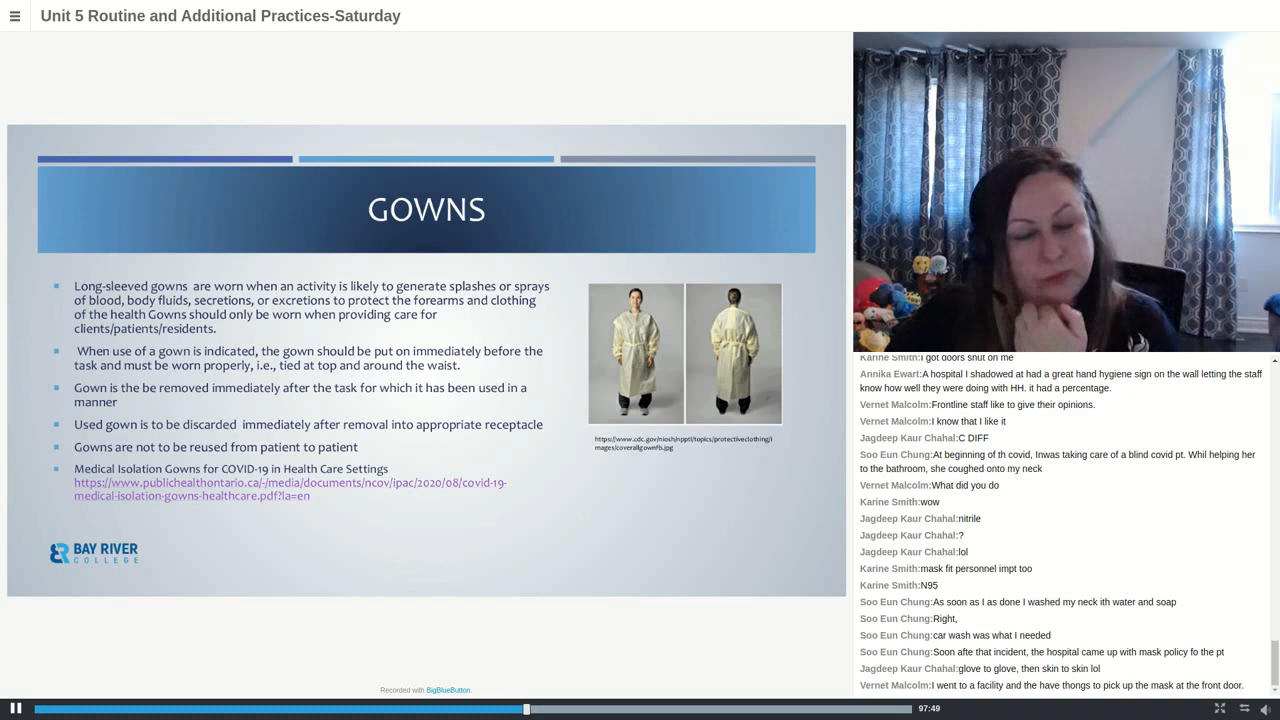 Unit 5 Routine and Additional Practices-Saturday
GOWNS
Long-sleeved gowns are worn when an activity is likely to generate splashes or sprays
of blood, body fluids, secretions, or excretions to protect the forearms and clothing
of the health Gowns should only be worn when providing care for
clients/patients/residents.
When use of a gown is indicated, the gown should be put on immediately before the
task and must be worn properly, i.e., tied at top and around the waist.
Gown is the be removed immediately after the task for which it has been used in a
manner
Used gown is to be discarded immediately after removal into appropriate receptacle
Gowns are not to be reused from patient to patient
Medical Isolation Gowns for COVID-19 in Health Care Settings
https://www.publichealthontario.ca/-/media/documents/ncov/ipac/2020/08/covid-19-
medical-isolation-gowns-healthcare.pdf?la=en
https://www.cdc.gov/niosh/npptl/topics/protectiveclothing/i
mages/coverallgownfb.jpg
BAY RIVER
COLLEGE
Recorded with BigBlueButton.
Karine Smith:I got doors shut on me
Annika Ewart:A hospital I shadowed at had a great hand hygiene sign on the wall letting the staff
know how well they were doing with HH. it had a percentage.
Vernet Malcolm:Frontline staff like to give their opinions.
Vernet Malcolm:I know that I like it
Jagdeep Kaur Chahal:C DIFF
Soo Eun Chung:At beginning of th covid, Inwas taking care of a blind covid pt. Whil helping her
to the bathroom, she coughed onto my neck
Vernet Malcolm:What did you do
Karine Smith:wow
Jagdeep Kaur Chahal:nitrile
Jagdeep Kaur Chahal:?
Jagdeep Kaur Chahal:lol
Karine Smith:mask fit personnel impt too
Karine Smith:N95
Soo Eun Chung:As soon as I as done I washed my neck ith water and soap
Soo Eun Chung:Right,
Soo Eun Chung:car wash was what I needed
Soo Eun Chung:Soon afte that incident, the hospital came up with mask policy fo the pt
Jagdeep Kaur Chahal:glove to glove, then skin to skin lol
Vernet Malcolm:I went to a facility and the have thongs to pick up the mask at the front door.
97:49